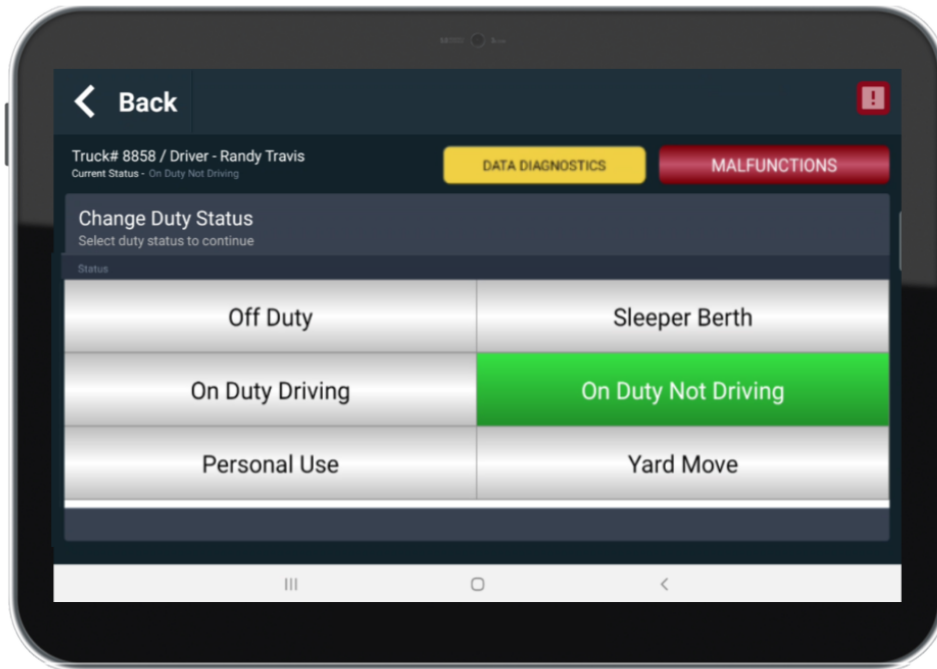 Back
Truck# 8858 / Driver - Randy Travis
Current Status - On Duty Not Driving
DATA DIAGNOSTICS
MALFUNCTIONS
Change Duty Status
Select duty status to continue
Status
Off Duty
Sleeper Berth
On Duty Driving
On Duty Not Driving
Personal Use
Yard Move